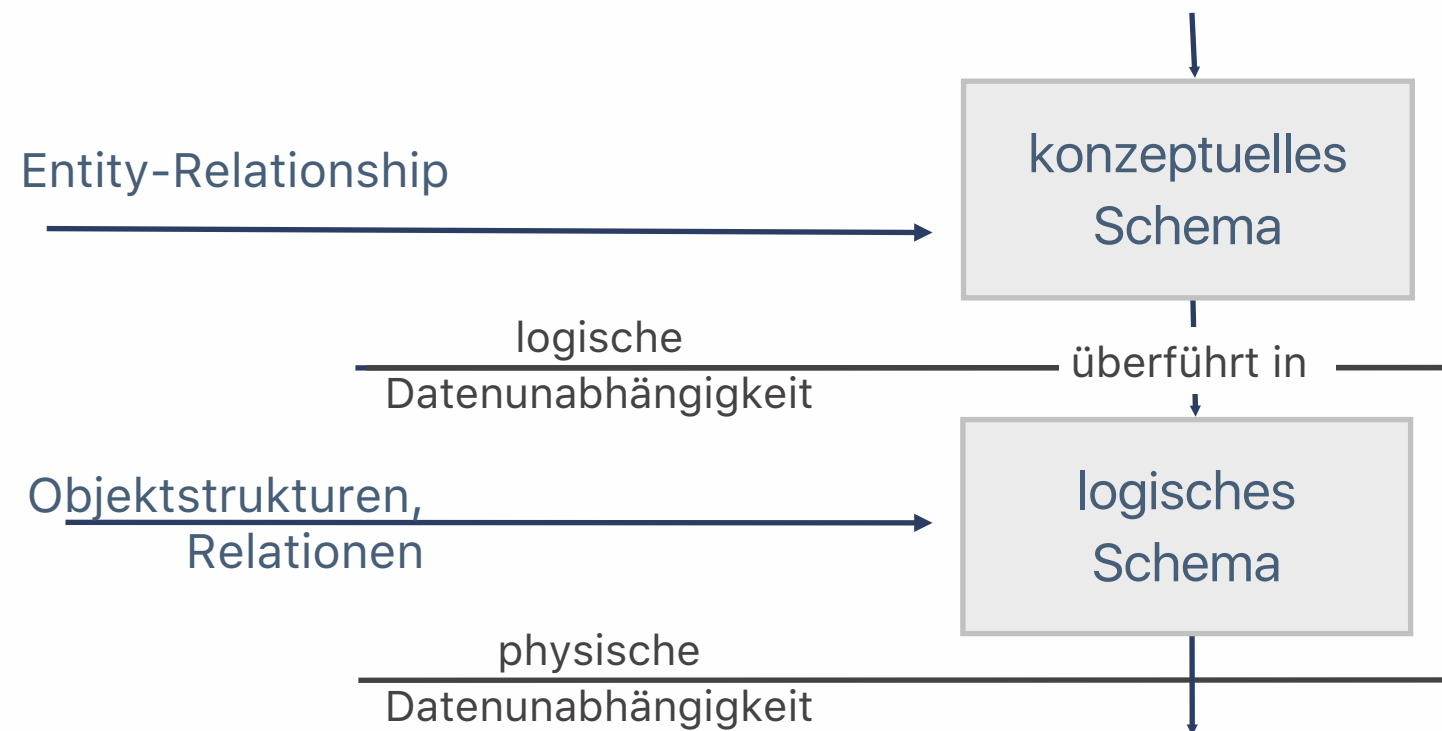 Entity-Relationship
konzeptuelles
Schema
logische
Datenunabhängigkeit
überführt in
Objektstrukturen,
Relationen
logisches
Schema
physische
Datenunabhängigkeit